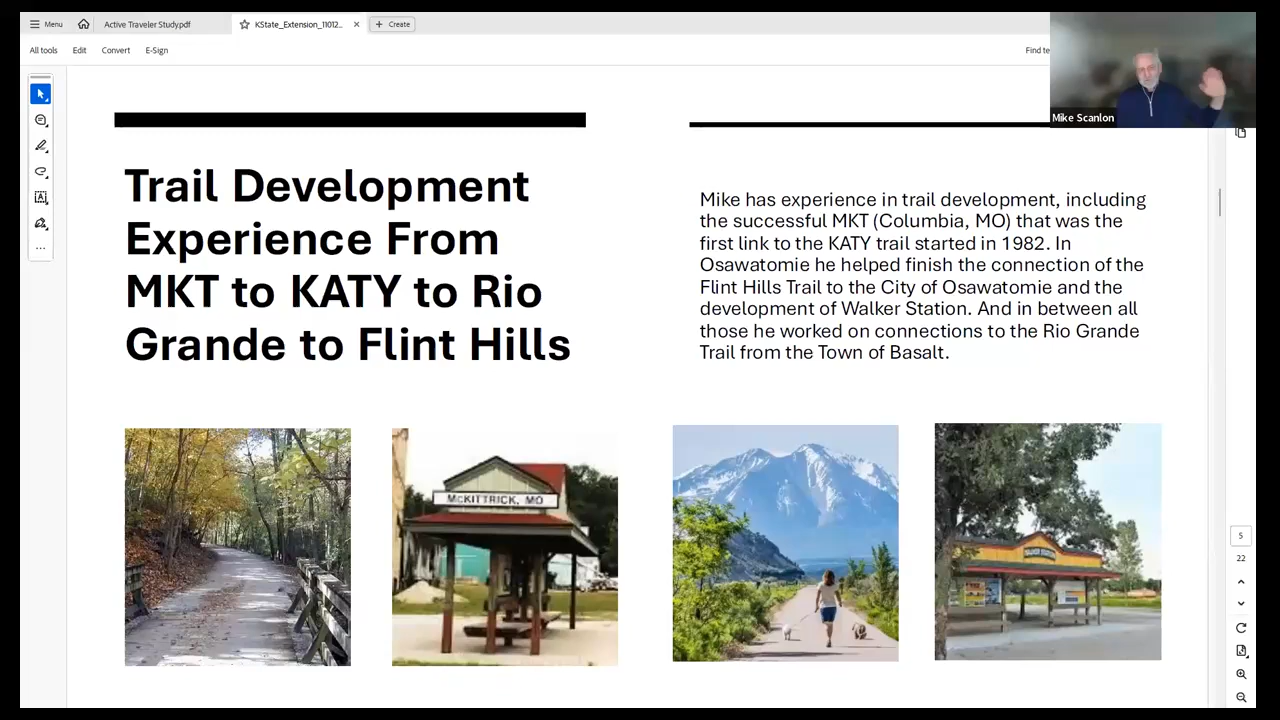 Menu
Active Traveler Study.pdf
KState_Extension_11012...
Create
All tools
Edit
Convert
E-Sign
Find te
Mike Scanlon
Trail Development
Experience From
MKT to KATY to Rio
Grande to Flint Hills
Mike has experience in trail development, including
the successful MKT (Columbia, MO) that was the
first link to the KATY trail started in 1982. In
Osawatomie he helped finish the connection of the
Flint Hills Trail to the City of Osawatomie and the
development of Walker Station. And in between all
those he worked on connections to the Rio Grande
Trail from the Town of Basalt.
McKITTRICK, MO
WALKER STATION
5
22